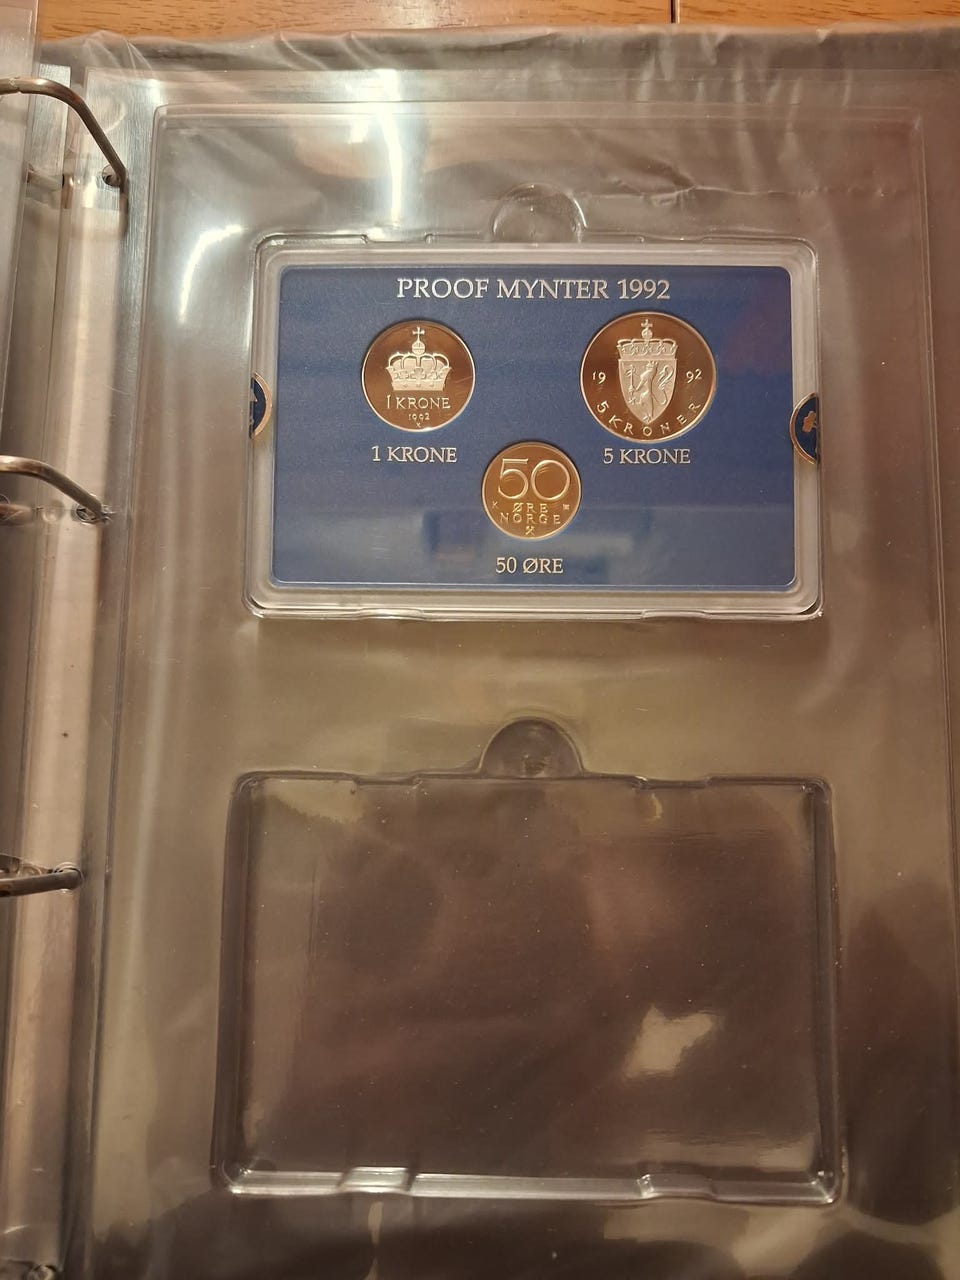 PROOF MYNTER 1992
1 KRONE
1992
K
1 KRONE
19 92
5 KRONER
5 KRONE
50
K
ØRE
NORGE
50 ØRE